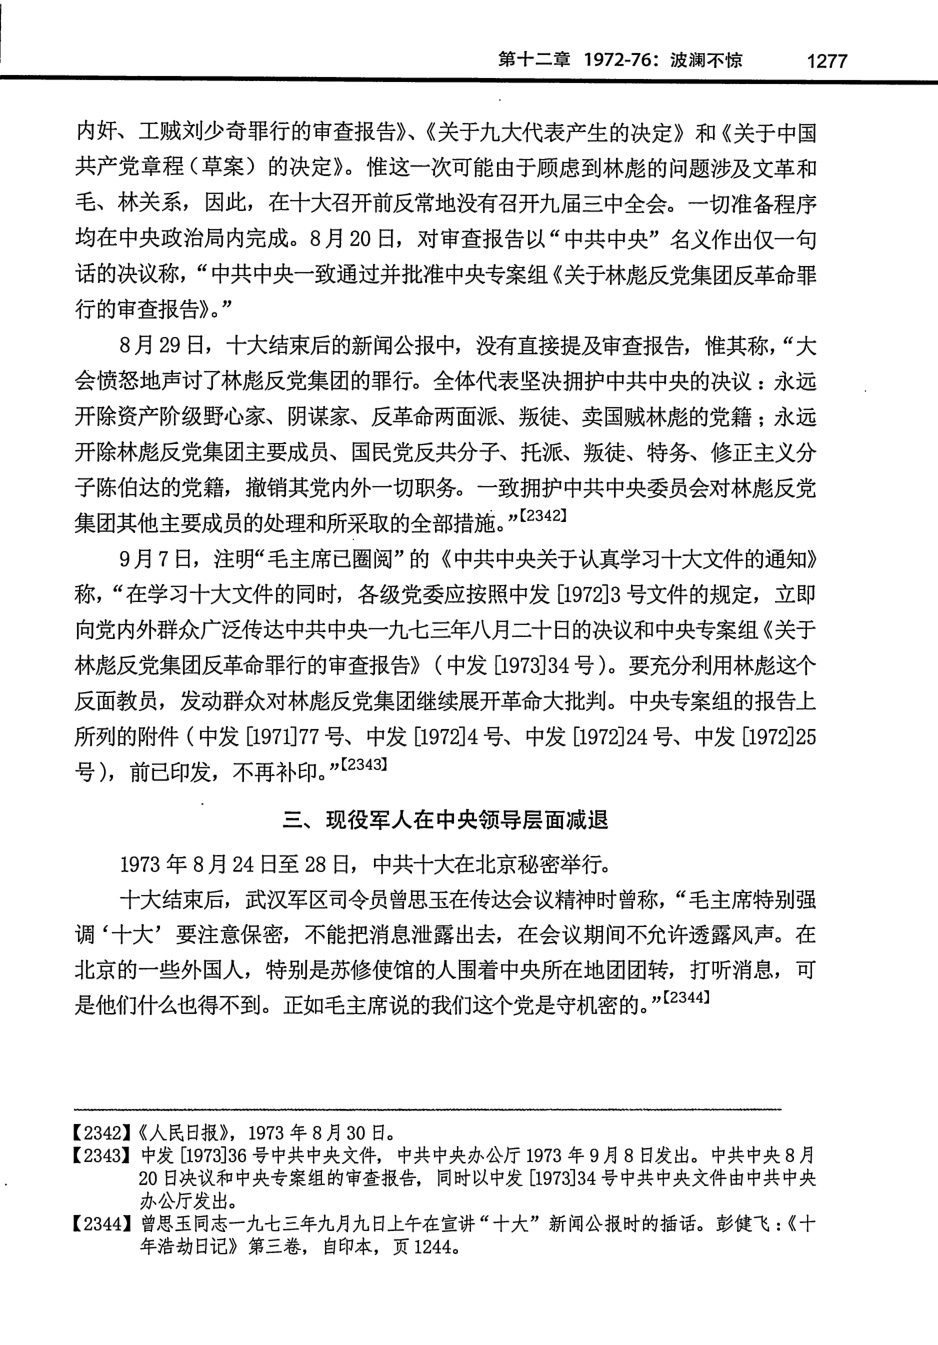 第十二章 1972-76：波澜不惊 1277
内奸、工贼刘少奇罪行的审查报告》、《关于九大代表产生的决定》和《关于中国
共产党章程（草案）的决定》。惟这一次可能由于顾虑到林彪的问题涉及文革和
毛、林关系，因此，在十大召开前反常地没有召开九届三中全会。一切准备程序
均在中央政治局内完成。8月20日，对审查报告以“中共中央”名义作出仅一句
话的决议称，“中共中央一致通过并批准中央专案组《关于林彪反党集团反革命罪
行的审查报告》。”
8月29日，十大结束后的新闻公报中，没有直接提及审查报告，惟其称，“大
会愤怒地声讨了林彪反党集团的罪行。全体代表坚决拥护中共中央的决议：永远
开除资产阶级野心家、阴谋家、反革命两面派、叛徒、卖国贼林彪的党籍；永远
开除林彪反党集团主要成员、国民党反共分子、托派、叛徒、特务、修正主义分
子陈伯达的党籍，撤销其党内外一切职务。一致拥护中共中央委员会对林彪反党
集团其他主要成员的处理和所采取的全部措施。”【2342】
9月7日，注明“毛主席已圈阅”的《中共中央关于认真学习十大文件的通知》
称，“在学习十大文件的同时，各级党委应按照中发[1972]3号文件的规定，立即
向党内外群众广泛传达中共中央一九七三年八月二十日的决议和中央专案组《关于
林彪反党集团反革命罪行的审查报告》（中发[1973]34号）。要充分利用林彪这个
反面教员，发动群众对林彪反党集团继续展开革命大批判。中央专案组的报告上
所列的附件（中发[1971]77号、中发[1972]4号、中发[1972]24号、中发[1972]25
号），前已印发，不再补印。”【2343】
三、现役军人在中央领导层面减退
1973年8月24日至28日，中共十大在北京秘密举行。
十大结束后，武汉军区司令员曾思玉在传达会议精神时曾称，“毛主席特别强
调‘十大’要注意保密，不能把消息泄露出去，在会议期间不允许透露风声。在
北京的一些外国人，特别是苏修使馆的人围着中央所在地团团转，打听消息，可
是他们什么也得不到。正如毛主席说的我们这个党是守机密的。”【2344】
【2342】《人民日报》，1973年8月30日。
【2343】中发[1973]36号中共中央文件，中共中央办公厅1973年9月8日发出。中共中央8月
20日决议和中央专案组的审查报告，同时以中发[1973]34号中共中央文件由中共中央
办公厅发出。
【2344】曾思玉同志一九七三年九月九日上午在宣讲“十大”新闻公报时的插话。彭健飞：《十
年浩劫日记》第三卷，自印本，页1244。